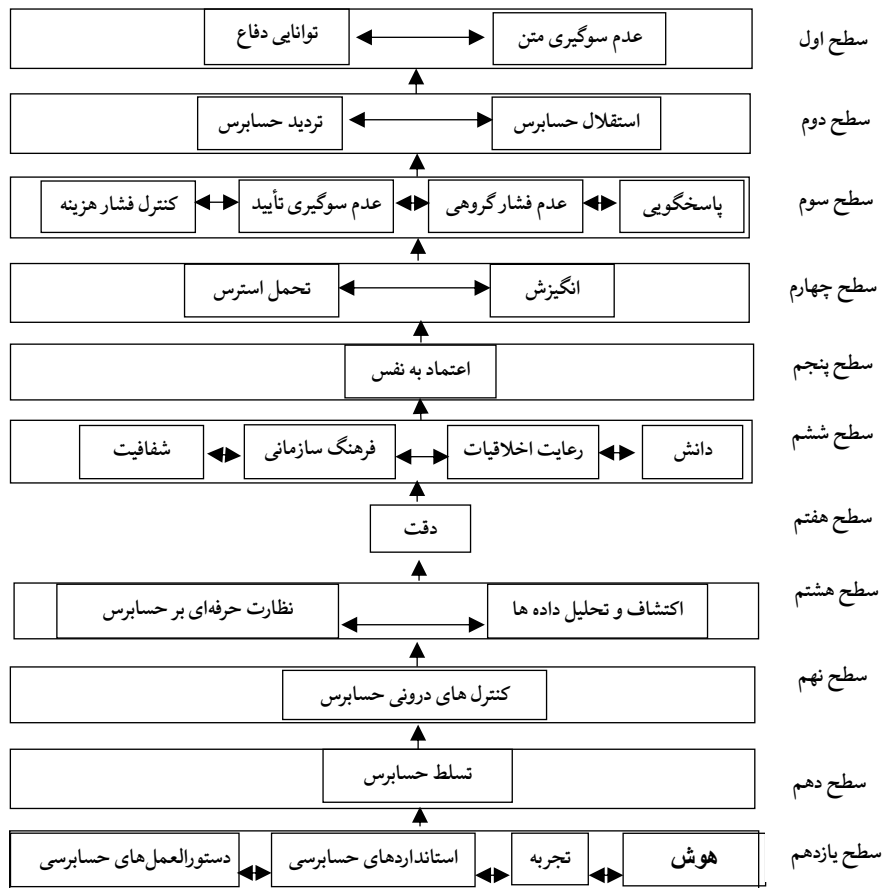 سطح اول
عدم سوگیری متن
توانایی دفاع
سطح دوم
استقلال حسابرس
تردید حسابرس
سطح سوم
پاسخگویی
عدم فشار گروهی
عدم سوگیری تأیید
کنترل فشار هزینه
سطح چهارم
انگیزش
تحمل استرس
سطح پنجم
اعتماد به نفس
سطح ششم
دانش
رعایت اخلاقیات
فرهنگ سازمانی
شفافیت
سطح هفتم
دقت
سطح هشتم
اکتشاف و تحلیل داده ها
نظارت حرفه‌ای بر حسابرس
سطح نهم
کنترل های درونی حسابرس
سطح دهم
تسلط حسابرس
سطح یازدهم
هوش
تجربه
استانداردهای حسابرسی
دستورالعمل‌های حسابرسی